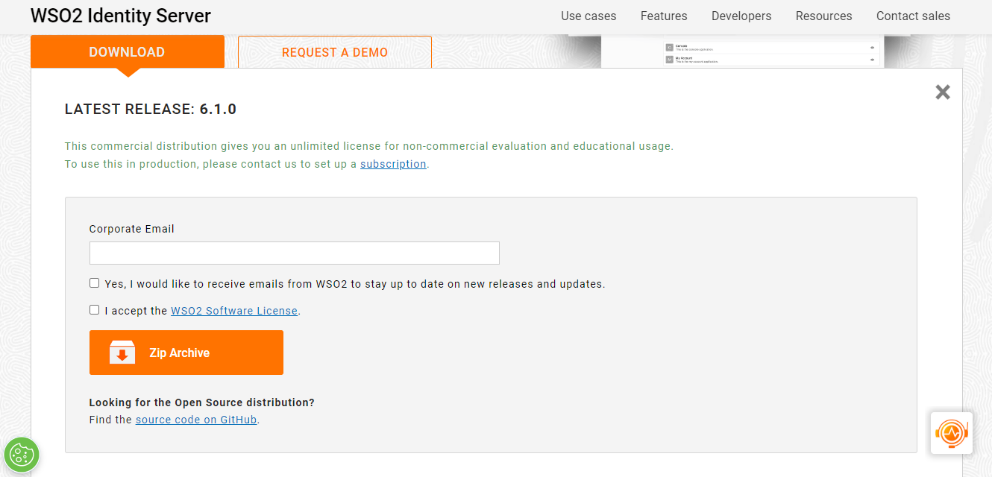 WSO2 Identity Server
Use cases
Features
Developers
Resources
Contact sales
DOWNLOAD
REQUEST A DEMO
LATEST RELEASE: 6.1.0
This commercial distribution gives you an unlimited license for non-commercial evaluation and educational usage.
To use this in production, please contact us to set up a subscription.
Corporate Email
Yes, I would like to receive emails from WSO2 to stay up to date on new releases and updates.
I accept the WSO2 Software License.
Zip Archive
Looking for the Open Source distribution?
Find the source code on GitHub.